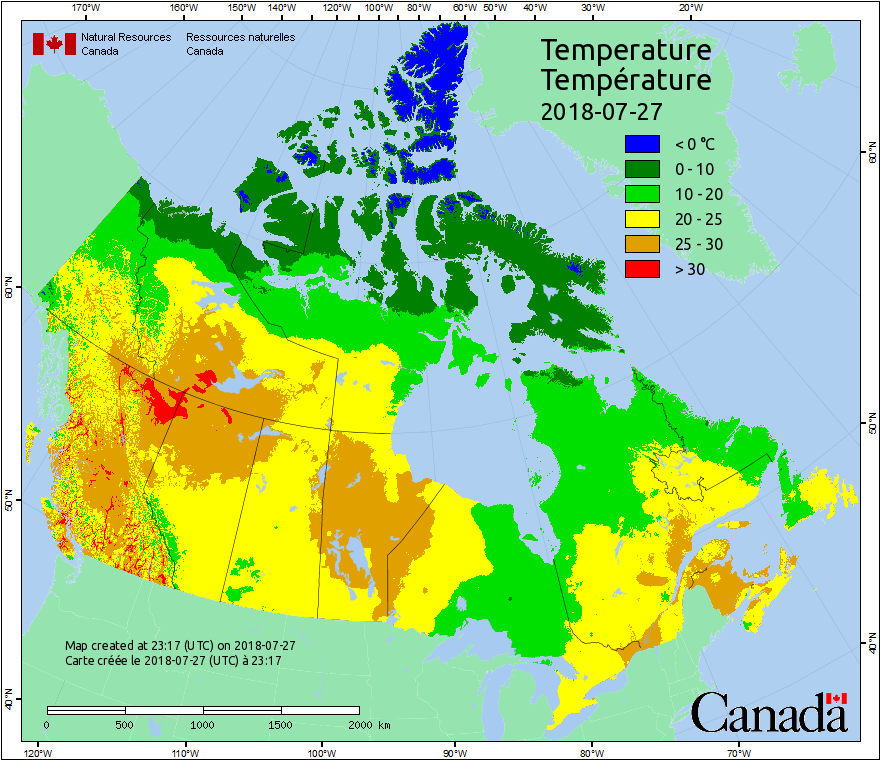 170°W 160°W 150°W 140°W 120°W 100°W 80°W 60°W 50°W 40°W 30°W 20°W
Natural Resources Ressources naturelles
Canada Canada
Temperature
Température
2018-07-27
< 0 °C
0 - 10
10 - 20
20 - 25
25 - 30
> 30
60°N 60°N
50°N 50°N
40°N 40°N
Map created at 23:17 (UTC) on 2018-07-27
Carte créée le 2018-07-27 (UTC) à 23:17
0 500 1000 1500 2000 km
Canada
120°W 110°W 100°W 90°W 80°W 70°W